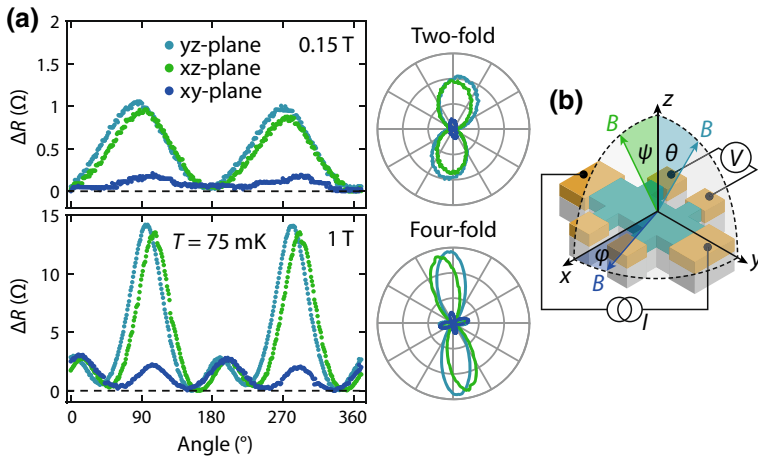 (a)
2
1.5
1
0.5
0
ΔR (Ω)
yz-plane
xz-plane
xy-plane
0.15 T
15
10
5
0
ΔR (Ω)
T = 75 mK
1 T
0 90 180 270 360
Angle (°)
Two-fold
Four-fold
(b)
z
B
ψ
θ
B
V
x
φ
B
y
I